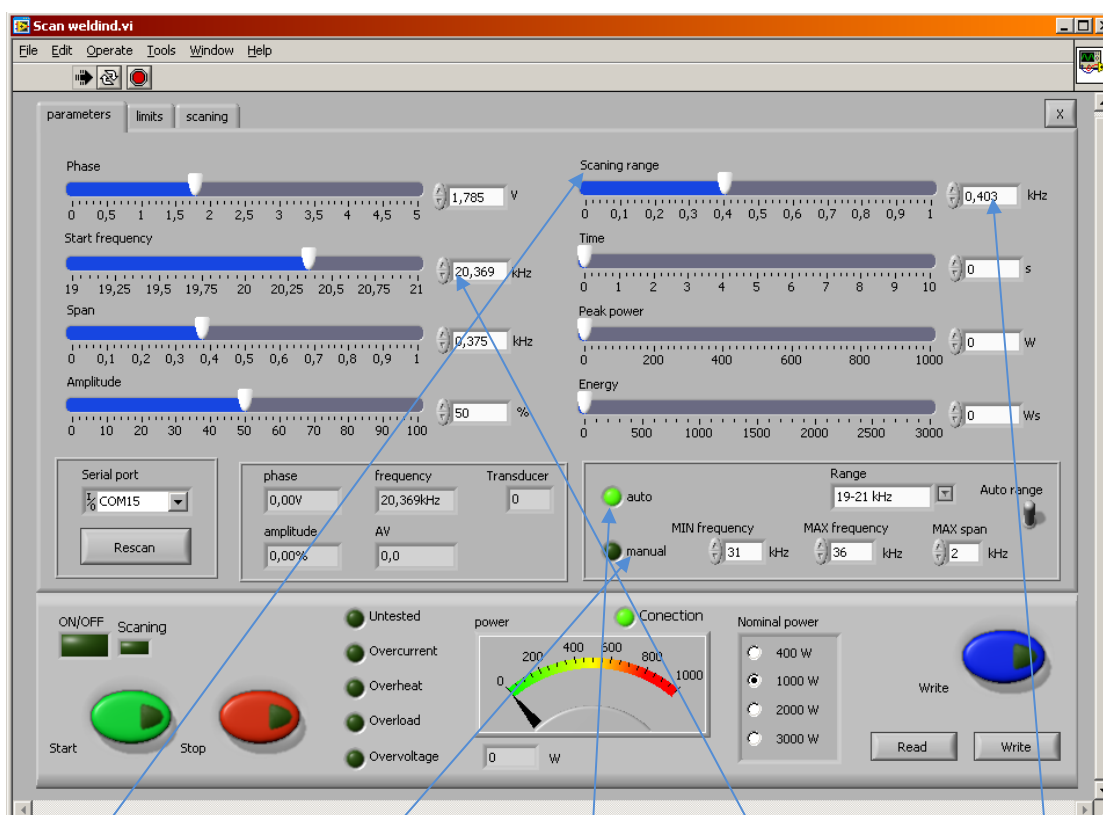 Scan weldind.vi
File Edit Operate Tools Window Help
parameters limits scaning X
Phase
1,785 V
0 0,5 1 1,5 2 2,5 3 3,5 4 4,5 5
Start frequency
20,369 kHz
19 19,25 19,5 19,75 20 20,25 20,5 20,75 21
Span
0,375 kHz
0 0,1 0,2 0,3 0,4 0,5 0,6 0,7 0,8 0,9 1
Amplitude
50 %
0 10 20 30 40 50 60 70 80 90 100
Scaning range
0,403 kHz
0 0,1 0,2 0,3 0,4 0,5 0,6 0,7 0,8 0,9 1
Time
0 s
0 1 2 3 4 5 6 7 8 9 10
Peak power
0 W
0 200 400 600 800 1000
Energy
0 Ws
0 500 1000 1500 1000 2000 2500 3000
Serial port
I/O COM15
Rescan
phase frequency Transducer
0,00V 20,369kHz 0
amplitude AV
0,00% 0,0
auto
manual
Range
19-21 kHz
Auto range
MIN frequency MAX frequency MAX span
31 kHz 36 kHz 2 kHz
ON/OFF Scaning
Start Stop
Untested
Overcurrent
Overheat
Overload
Overvoltage
power
Conection
0 200 400 600 800 1000
0 W
Nominal power
400 W
1000 W
2000 W
3000 W
Write
Read Write